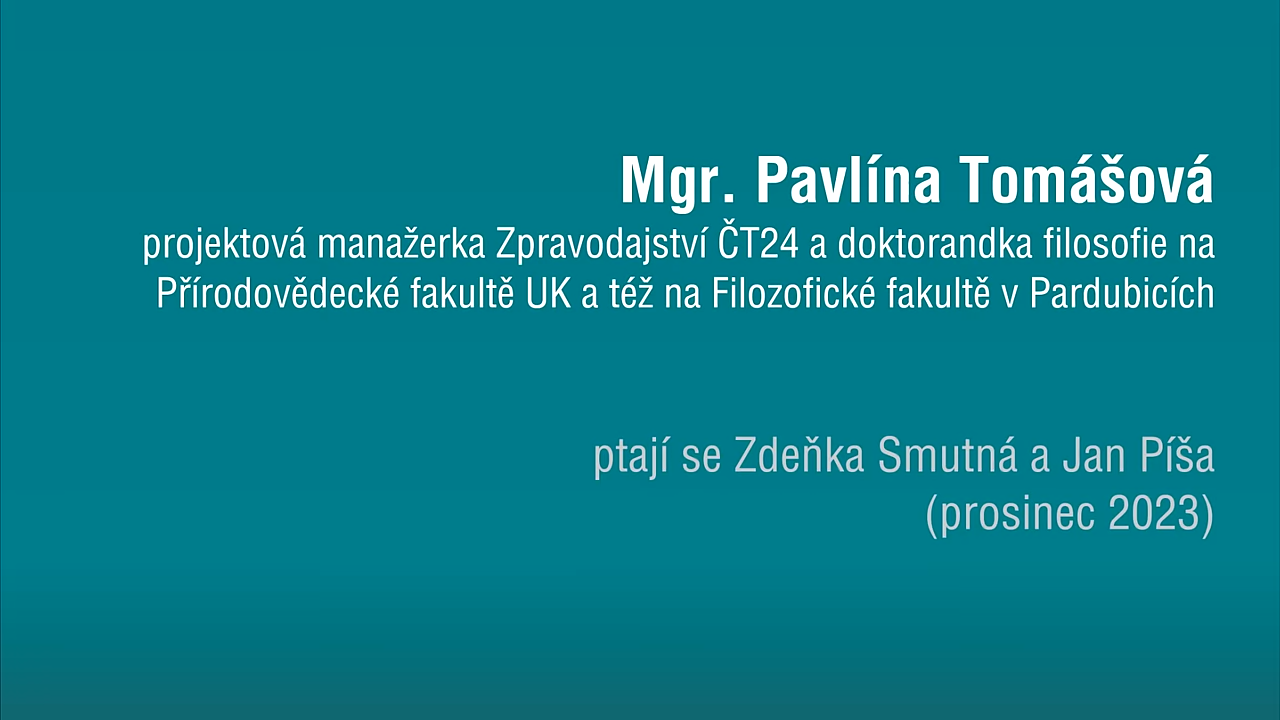 Mgr. Pavlína Tomášová
projektová manažerka Zpravodajství ČT24 a doktorandka filosofie na
Přírodovědecké fakultě UK a též na Filozofické fakultě v Pardubicích
ptají se Zdeňka Smutná a Jan Píša
(prosinec 2023)